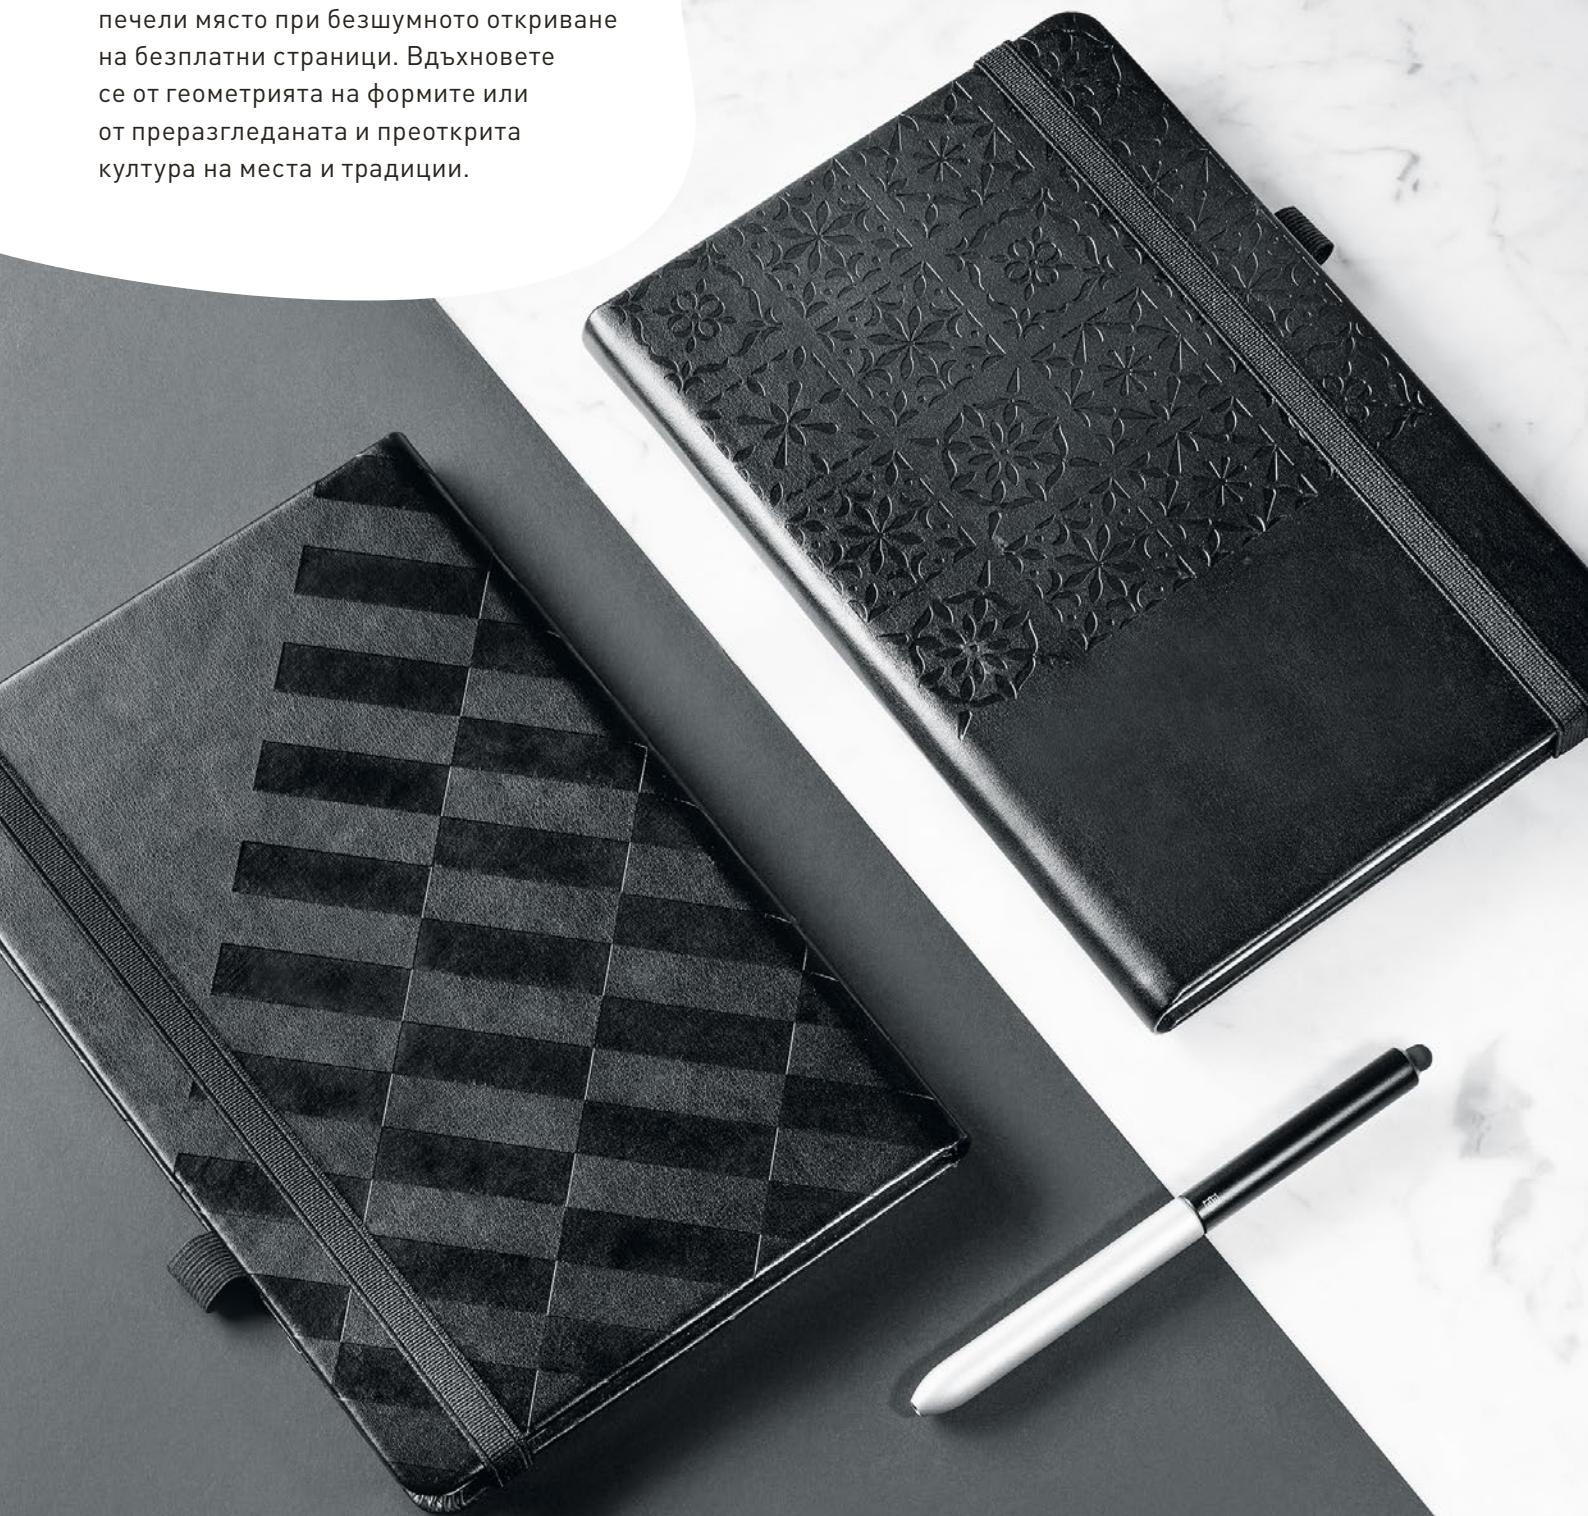 печели място при безшумното откриване
на безплатни страници. Вдъхновете
се от геометрията на формите или
от преразгледаната и преоткрита
култура на места и традиции.